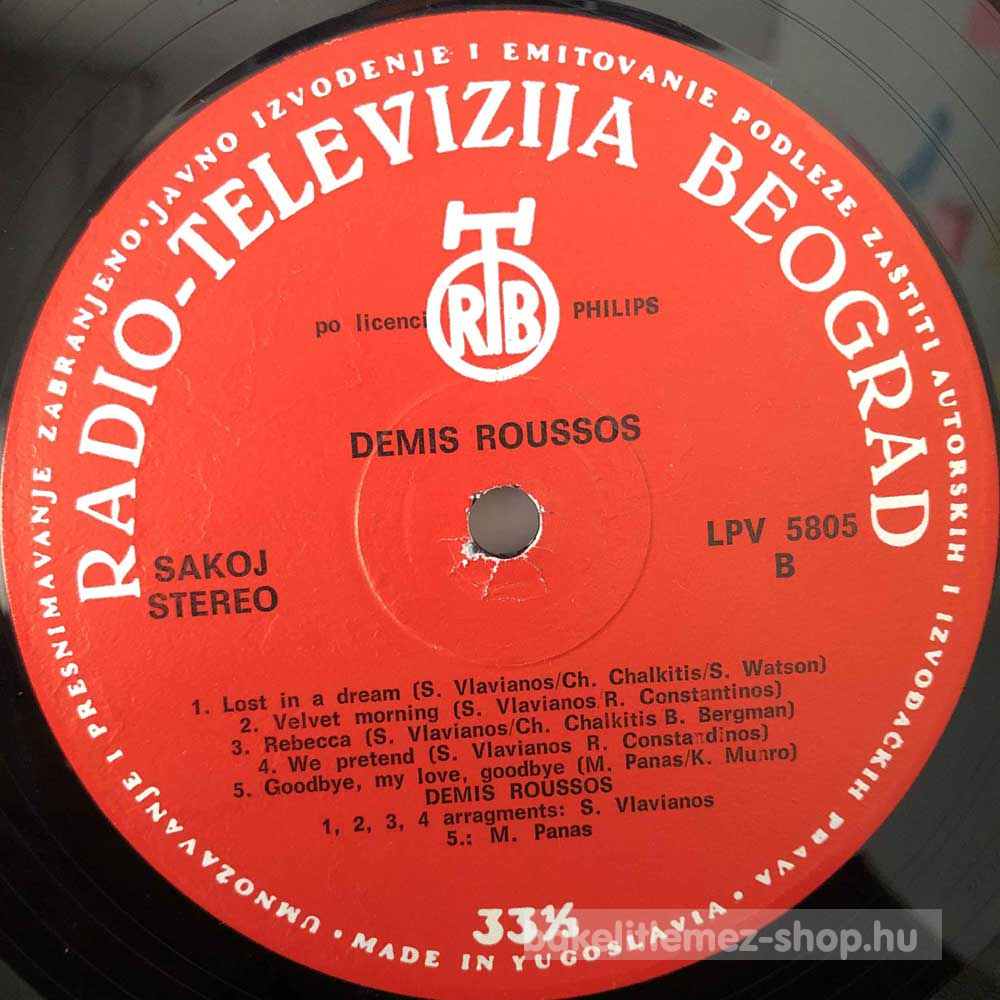 UMNOŽAVANJE I PRESNIMAVANJE ZABRANJENO • JAVNO IZVOĐENJE I EMITOVANJE PODLEŽE ZAŠTITI AUTORSKIH I IZVOĐAČKIH PRAVA • MADE IN YUGOSLAVIA •
RADIO-TELEVIZIJA BEOGRAD
po licenci RTB PHILIPS
DEMIS ROUSSOS
SAKOJ
STEREO
LPV 5805
B
1. Lost in a dream (S. Vlavianos/Ch. Chalkitis/S. Watson)
2. Velvet morning (S. Vlavianos R. Constantinos)
3. Rebecca (S. Vlavianos/Ch. Chalkitis B. Bergman)
4. We pretend (S. Vlavianos R. Constandinos)
5. Goodbye, my love, goodbye (M. Panas/K. Munro)
DEMIS ROUSSOS
1, 2, 3, 4 arragments: S. Vlavianos
5.: M. Panas
33⅓
bakelitlemez-shop.hu